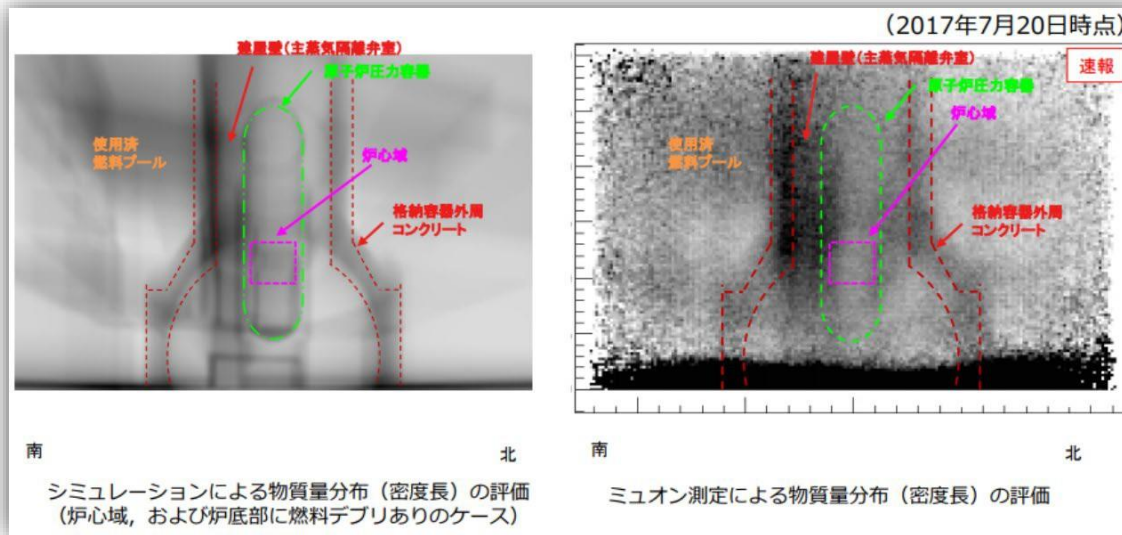 (2017年7月20日時点)
建屋壁(主蒸気隔離弁室)
原子炉圧力容器
使用済
燃料プール
炉心域
格納容器外周
コンクリート
南
北
シミュレーションによる物質量分布（密度長）の評価
（炉心域，および炉底部に燃料デブリありのケース）
速報
建屋壁(主蒸気隔離弁室)
原子炉圧力容器
炉心域
使用済
燃料プール
格納容器外周
コンクリート
南
北
ミュオン測定による物質量分布（密度長）の評価